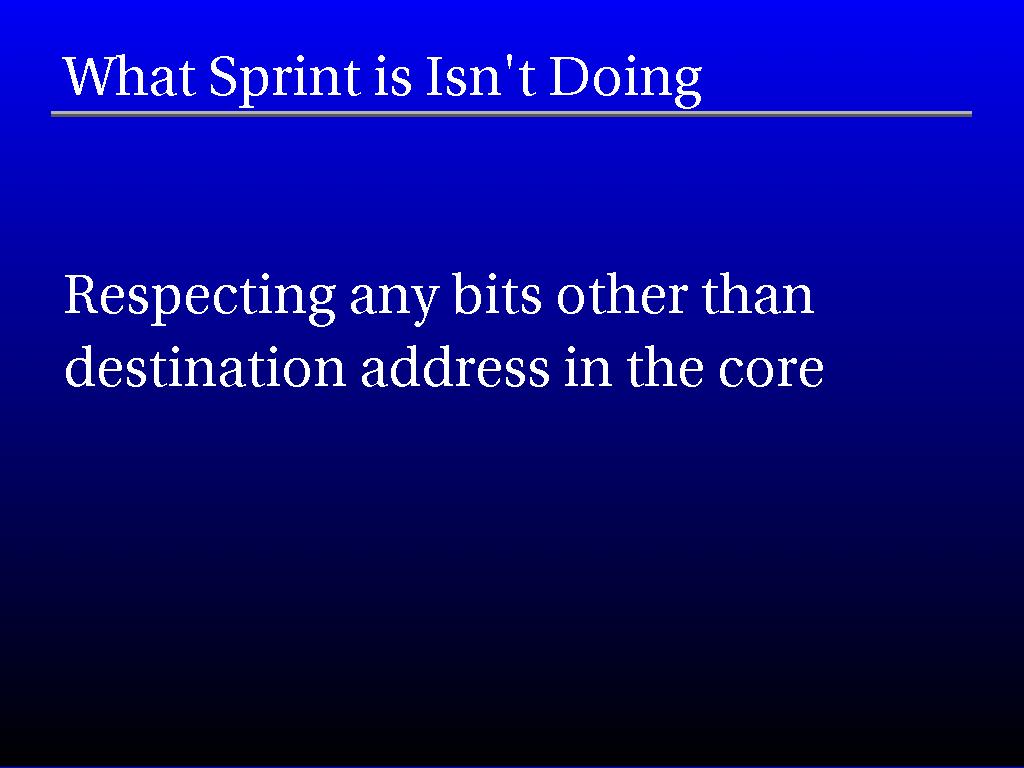 What Sprint is Isn't Doing
Respecting any bits other than
destination address in the core